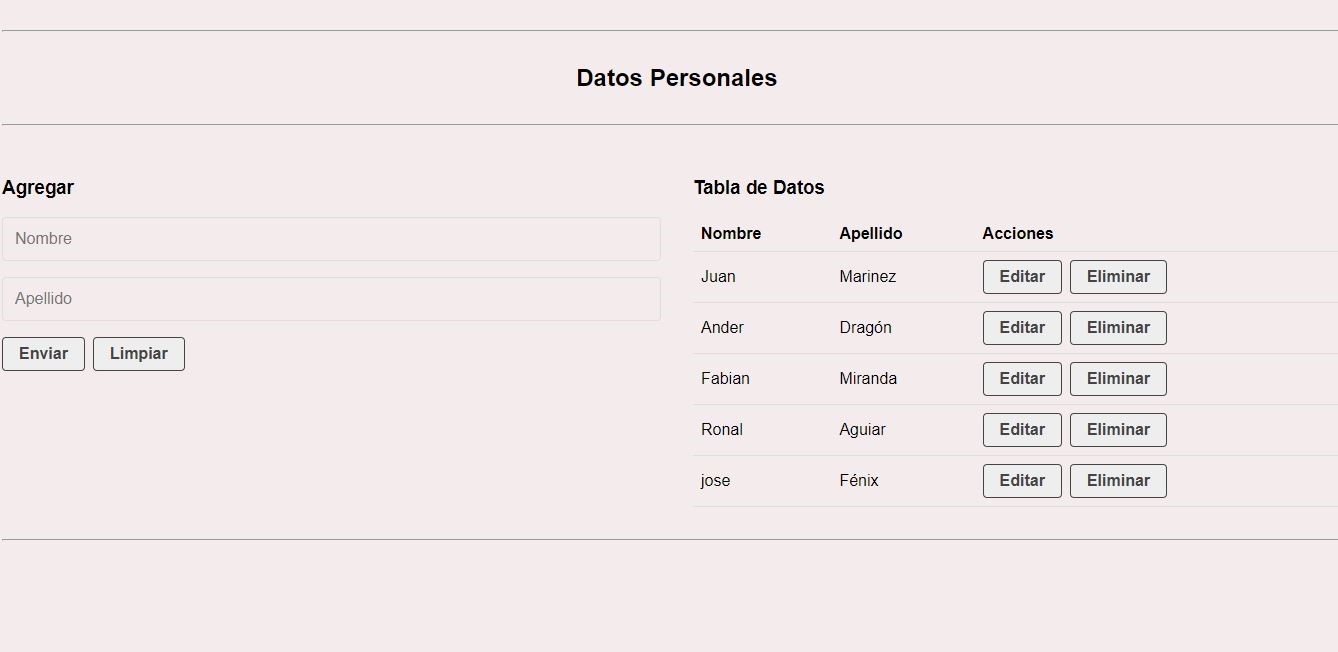 Datos Personales
Agregar
Nombre
Apellido
Enviar Limpiar
Tabla de Datos
Nombre Apellido Acciones
Juan Marinez Editar Eliminar
Ander Dragón Editar Eliminar
Fabian Miranda Editar Eliminar
Ronal Aguiar Editar Eliminar
jose Fénix Editar Eliminar